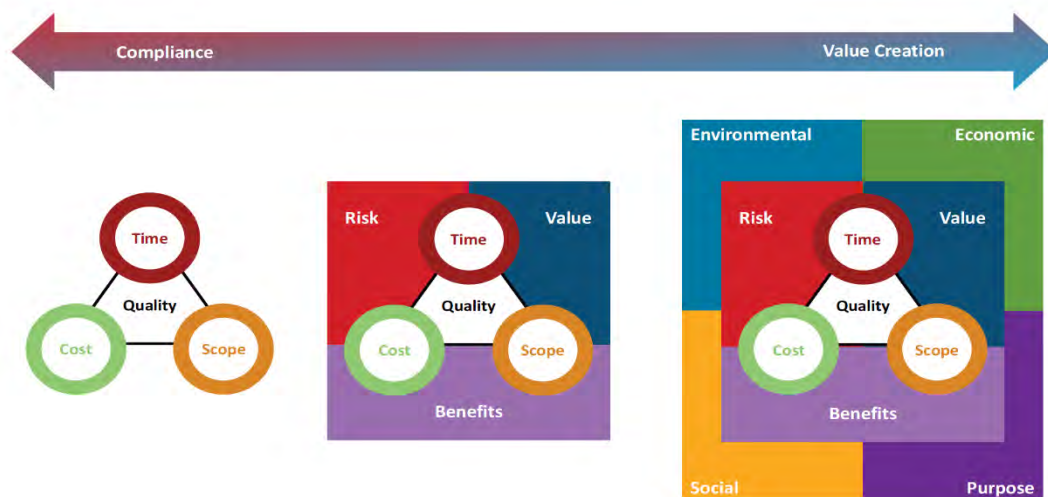 Compliance
Value Creation
Time
Quality
Cost
Scope
Risk
Value
Time
Quality
Cost
Scope
Benefits
Environmental
Economic
Risk
Value
Time
Quality
Cost
Scope
Benefits
Social
Purpose